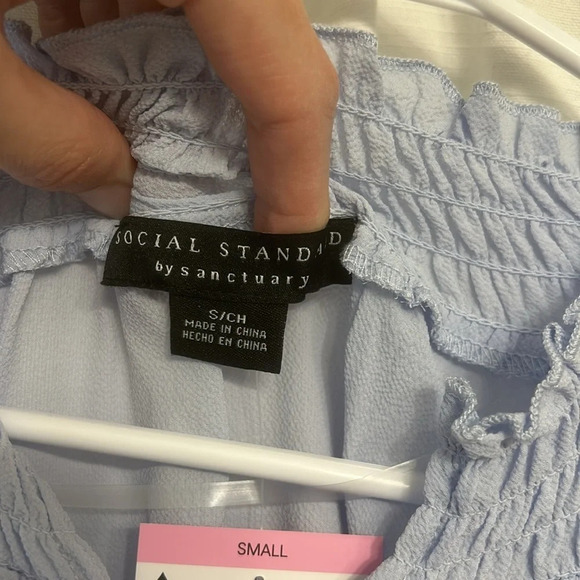 SOCIAL STANDARD
by sanctuary
S/CH
MADE IN CHINA
HECHO EN CHINA
SMALL